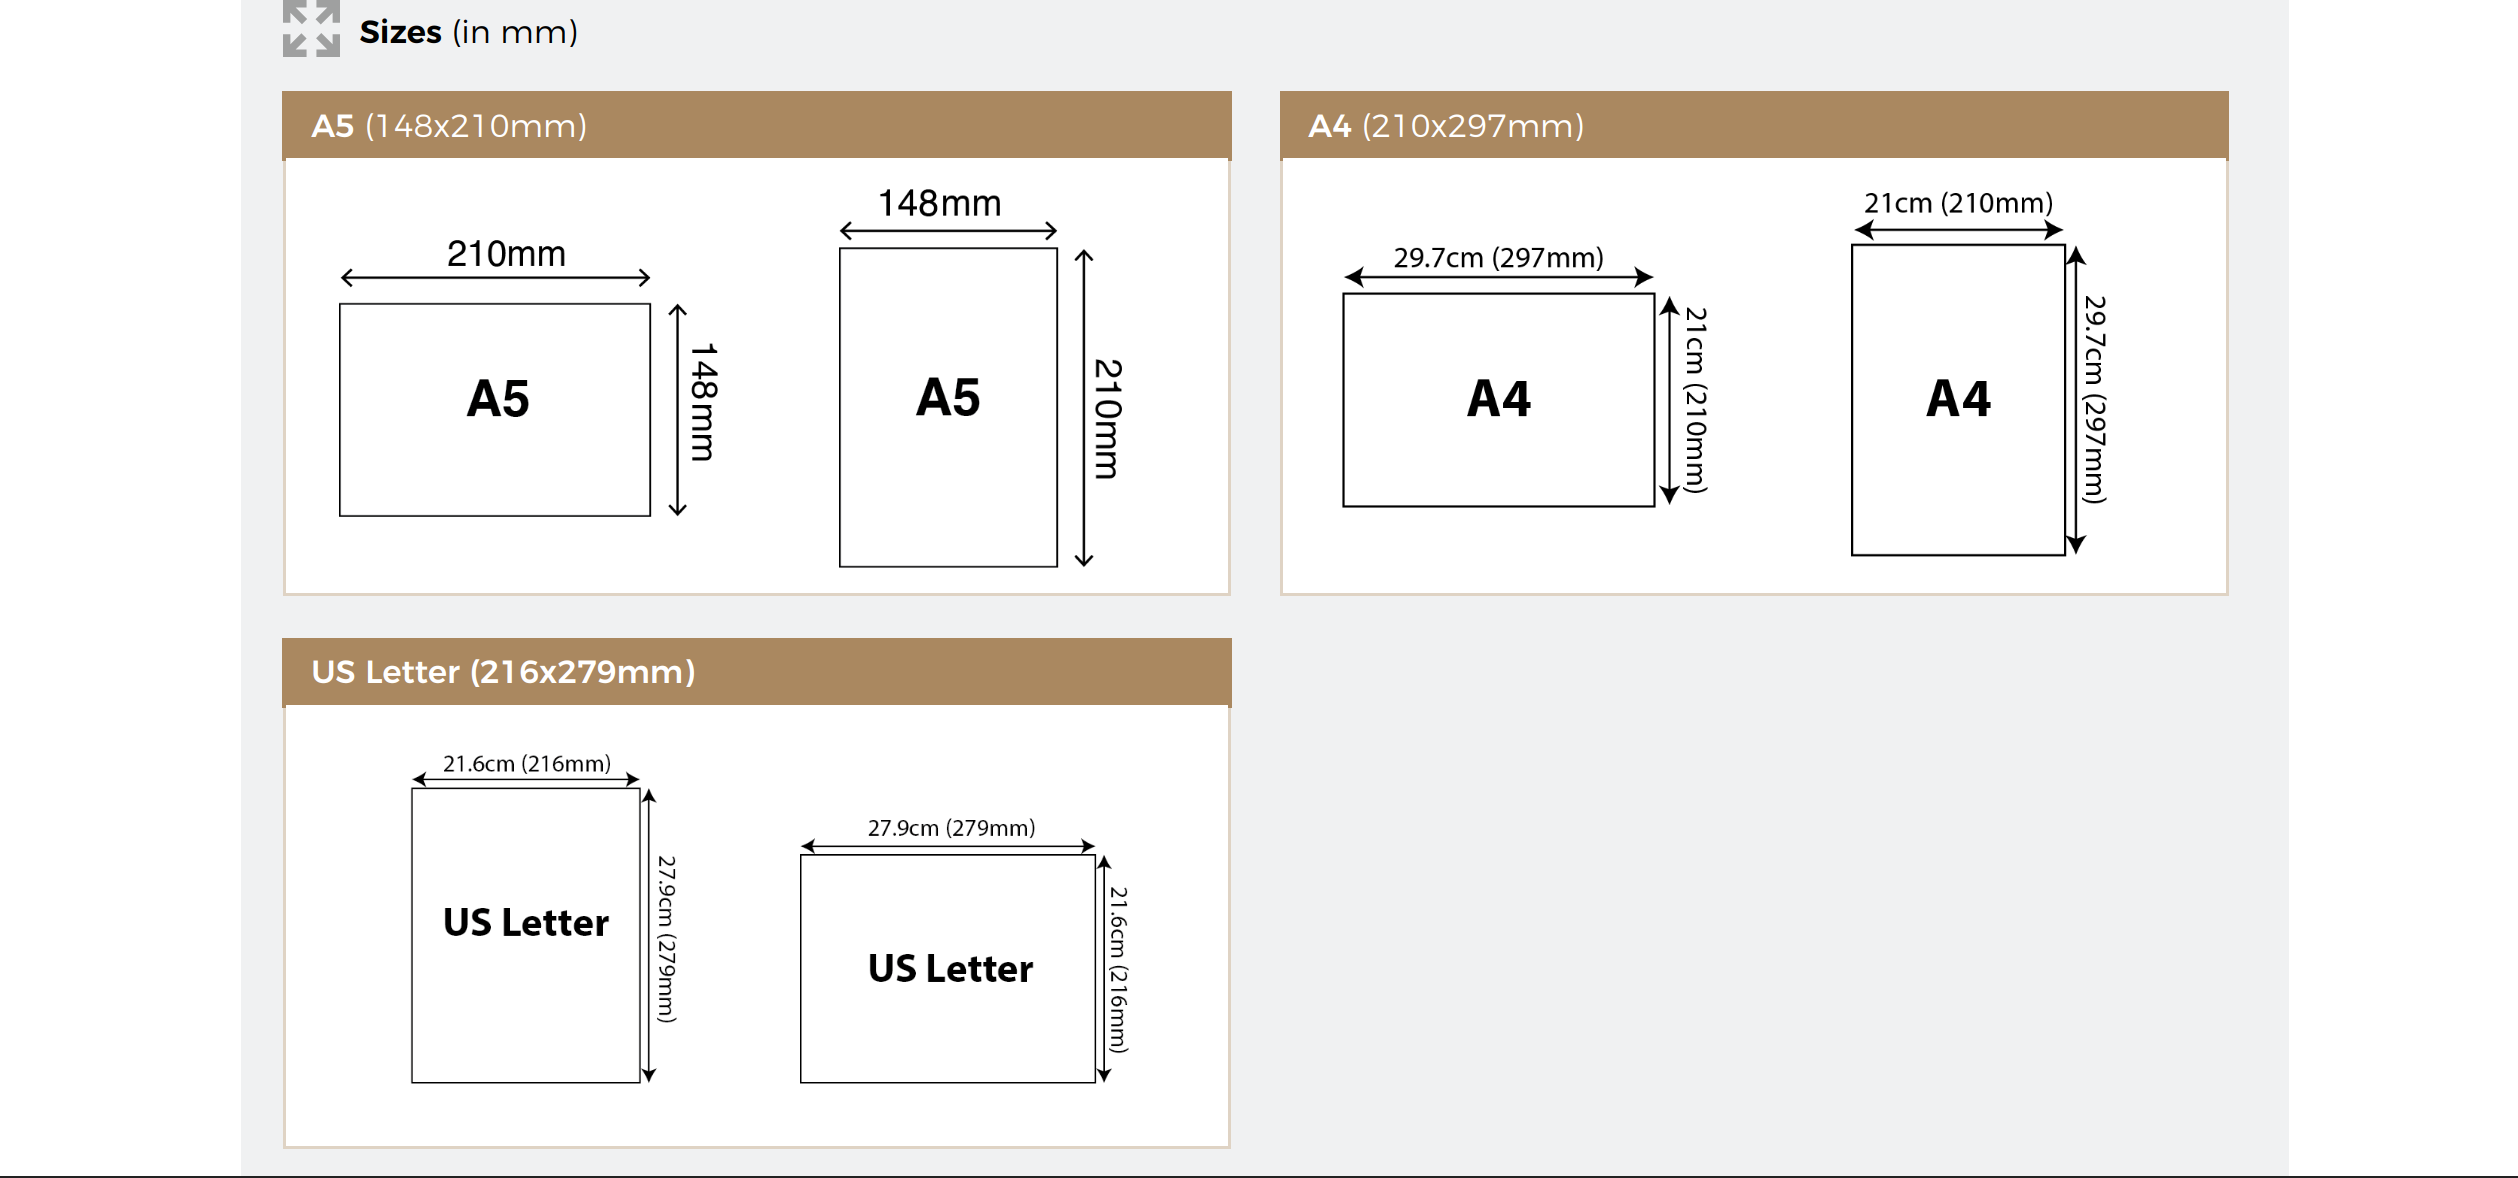 Sizes (in mm)
A5 (148x210mm)
210mm
148mm
A5
148mm
210mm
A5
A4 (210x297mm)
29.7cm (297mm)
21cm (210mm)
A4
21cm (210mm)
29.7cm (297mm)
A4
US Letter (216x279mm)
21.6cm (216mm)
27.9cm (279mm)
US Letter
27.9cm (279mm)
21.6cm (216mm)
US Letter